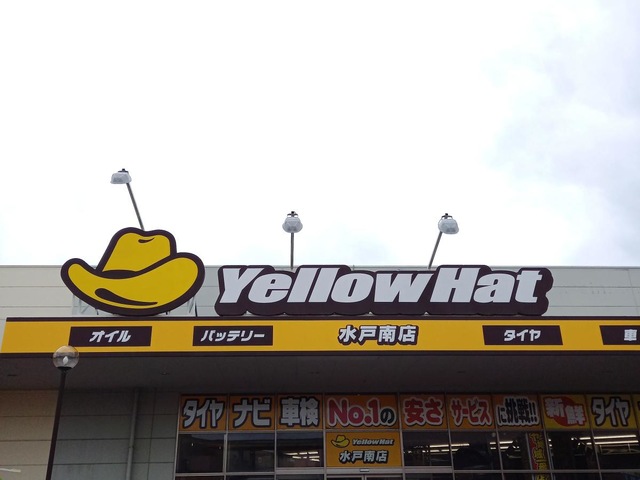 YellowHat
オイル バッテリー 水戸南店 タイヤ 車
タイヤ ナビ 車検 No.1の 安さ サービス に挑戦!! 新鮮 タイヤ
YellowHat
水戸南店